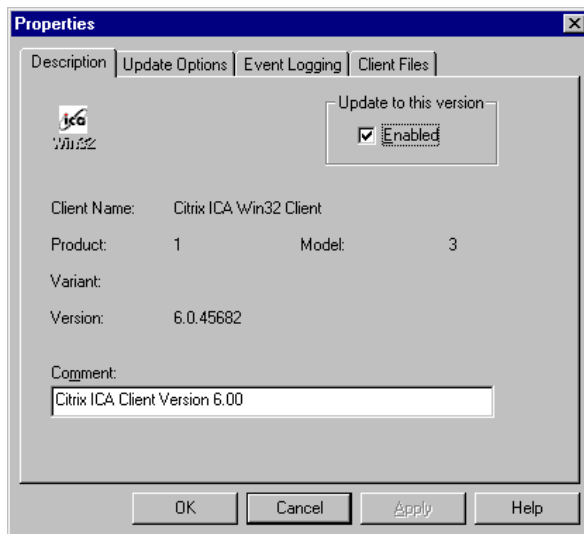 Properties
Description Update Options Event Logging Client Files
ica
Win32
Update to this version
Enabled
Client Name: Citrix ICA Win32 Client
Product: 1 Model: 3
Variant:
Version: 6.0.45682
Comment:
Citrix ICA Client Version 6.00
OK Cancel Apply Help